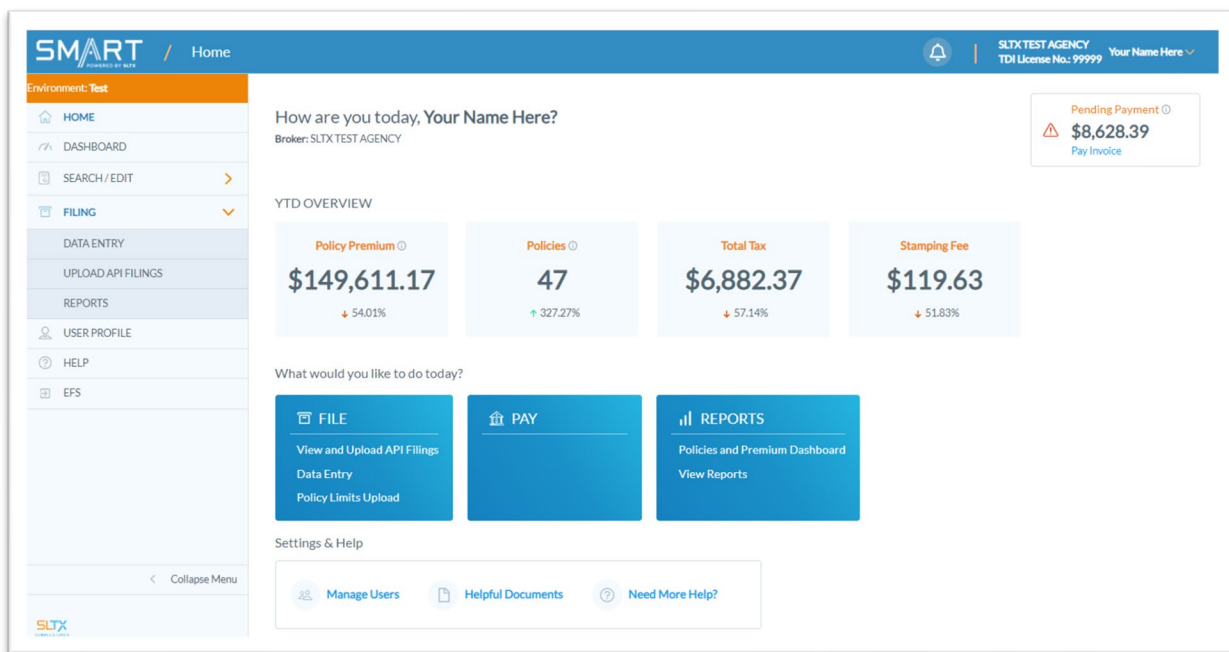 SMART / Home
POWERED BY SLTX
SLTX TEST AGENCY
TDI License No.: 99999
Your Name Here
Environment: Test
HOME
DASHBOARD
SEARCH / EDIT
FILING
DATA ENTRY
UPLOAD API FILINGS
REPORTS
USER PROFILE
HELP
EFS
Collapse Menu
SLTX
How are you today, Your Name Here?
Broker: SLTX TEST AGENCY
Pending Payment
$8,628.39
Pay Invoice
YTD OVERVIEW
Policy Premium
$149,611.17
54.01%
Policies
47
327.27%
Total Tax
$6,882.37
57.14%
Stamping Fee
$119.63
51.83%
What would you like to do today?
FILE
View and Upload API Filings
Data Entry
Policy Limits Upload
PAY
REPORTS
Policies and Premium Dashboard
View Reports
Settings & Help
Manage Users
Helpful Documents
Need More Help?